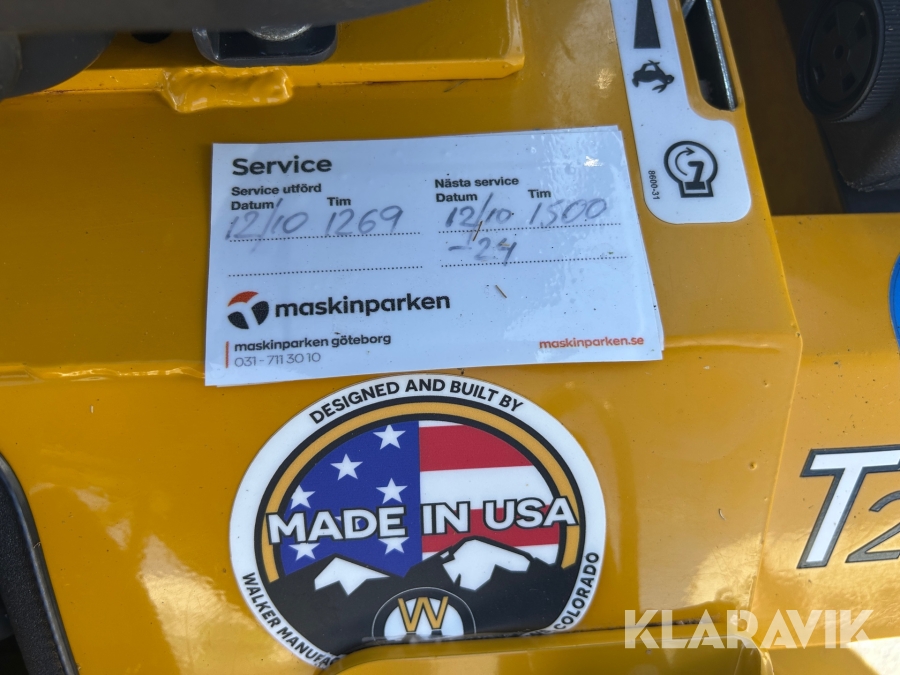 Service
Service utförd
Datum Tim
12/10 1269
Nästa service
Datum Tim
12/10 1500
-24
maskinparken
maskinparken göteborg
031 - 711 30 10
maskinparken.se
8600-31
DESIGNED AND BUILT BY
MADE IN USA
W
WALKER
COLORADO
T2
KLARAVIK